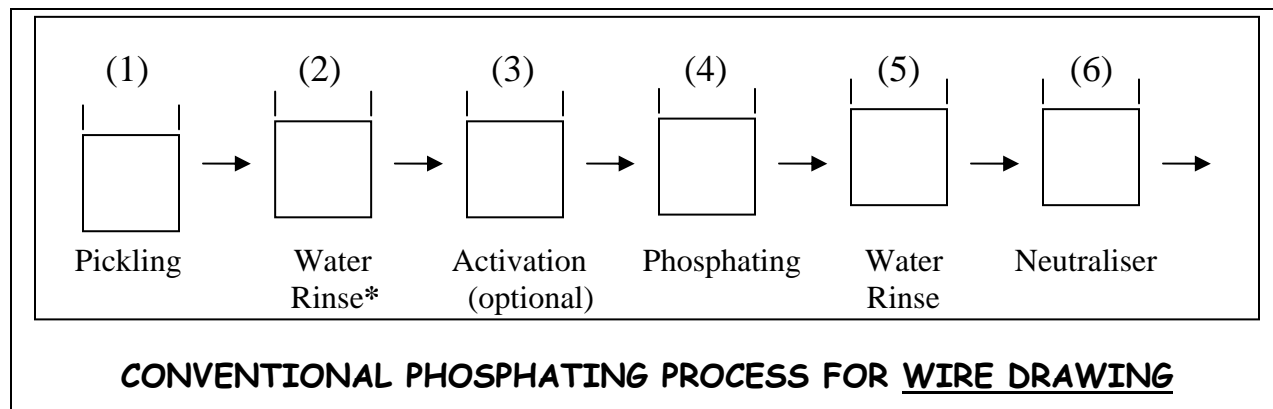 (1) (2) (3) (4) (5) (6)
Pickling Water Activation Phosphating Water Neutraliser
Rinse* (optional) Rinse
CONVENTIONAL PHOSPHATING PROCESS FOR WIRE DRAWING